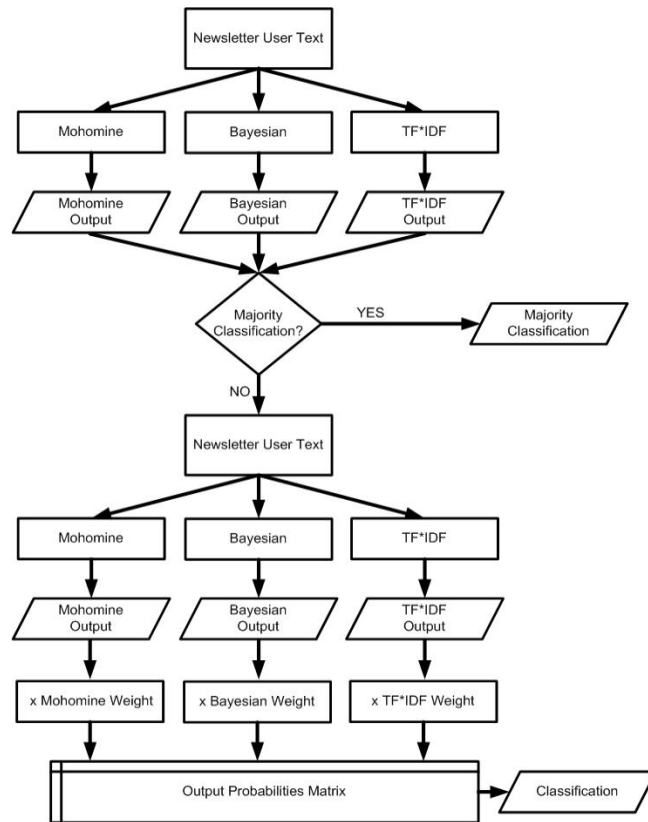 Newsletter User Text
Mohomine
Bayesian
TF*IDF
Mohomine
Output
Bayesian
Output
TF*IDF
Output
Majority
Classification?
YES
Majority
Classification
NO
Newsletter User Text
Mohomine
Bayesian
TF*IDF
Mohomine
Output
Bayesian
Output
TF*IDF
Output
x Mohomine Weight
x Bayesian Weight
x TF*IDF Weight
Output Probabilities Matrix
Classification